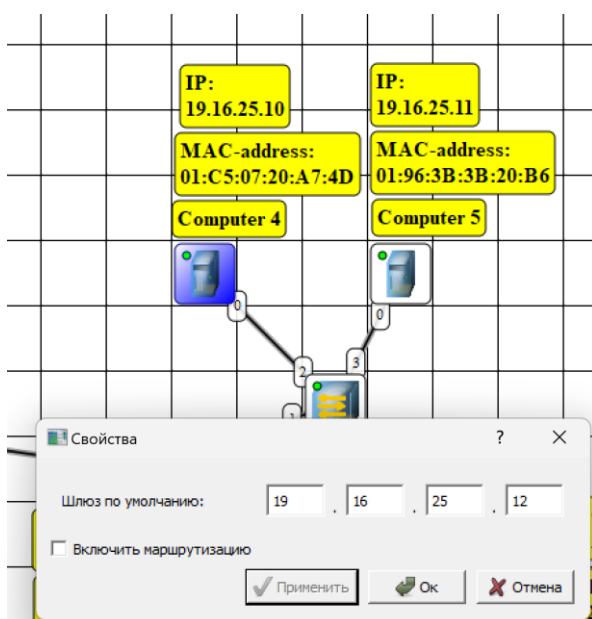 IP:
19.16.25.10
IP:
19.16.25.11
MAC-address:
01:C5:07:20:A7:4D
MAC-address:
01:96:3B:3B:20:B6
Computer 4
Computer 5
0
0
2
3
1
Свойства
?
Шлюз по умолчанию:
19 . 16 . 25 . 12
Включить маршрутизацию
Применить
Ок
Отмена